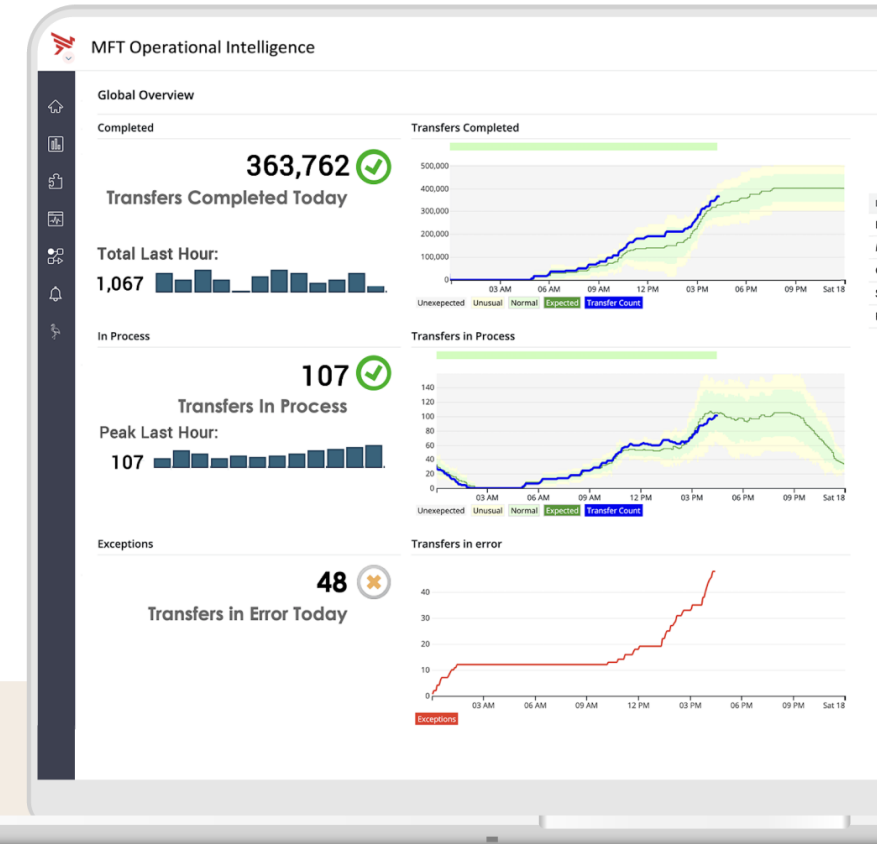 MFT Operational Intelligence
Global Overview
Completed
363,762
Transfers Completed Today
Total Last Hour:
1,067
Transfers Completed
500,000
400,000
300,000
200,000
100,000
0
03 AM 06 AM 09 AM 12 PM 03 PM 06 PM 09 PM Sat 18
Unexepected Unusual Normal Expected Transfer Count
In Process
107
Transfers In Process
Peak Last Hour:
107
Transfers in Process
140
120
100
80
60
40
20
0
03 AM 06 AM 09 AM 12 PM 03 PM 06 PM 09 PM Sat 18
Unexepected Unusual Normal Expected Transfer Count
Exceptions
48
Transfers in Error Today
Transfers in error
40
30
20
10
0
03 AM 06 AM 09 AM 12 PM 03 PM 06 PM 09 PM Sat 18
Exceptions